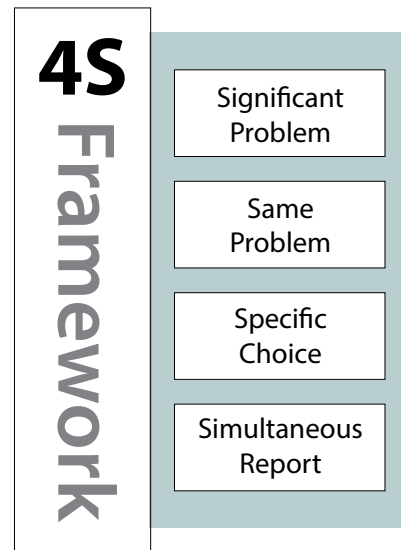 4S
Framework
Significant
Problem
Same
Problem
Specific
Choice
Simultaneous
Report